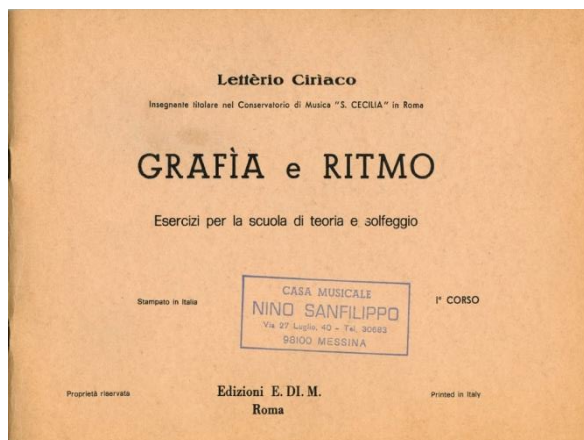 Lettèrio Cirìaco
Insegnante titolare nel Conservatorio di Musica "S. CECILIA" in Roma
GRAFÌA e RITMO
Esercizi per la scuola di teoria e solfeggio
Stampato in Italia
CASA MUSICALE
NINO SANFILIPPO
Via 27 Luglio, 40 - Tel. 30683
98100 MESSINA
I° CORSO
Proprietà riservata
Edizioni E. DI. M.
Roma
Printed in Italy